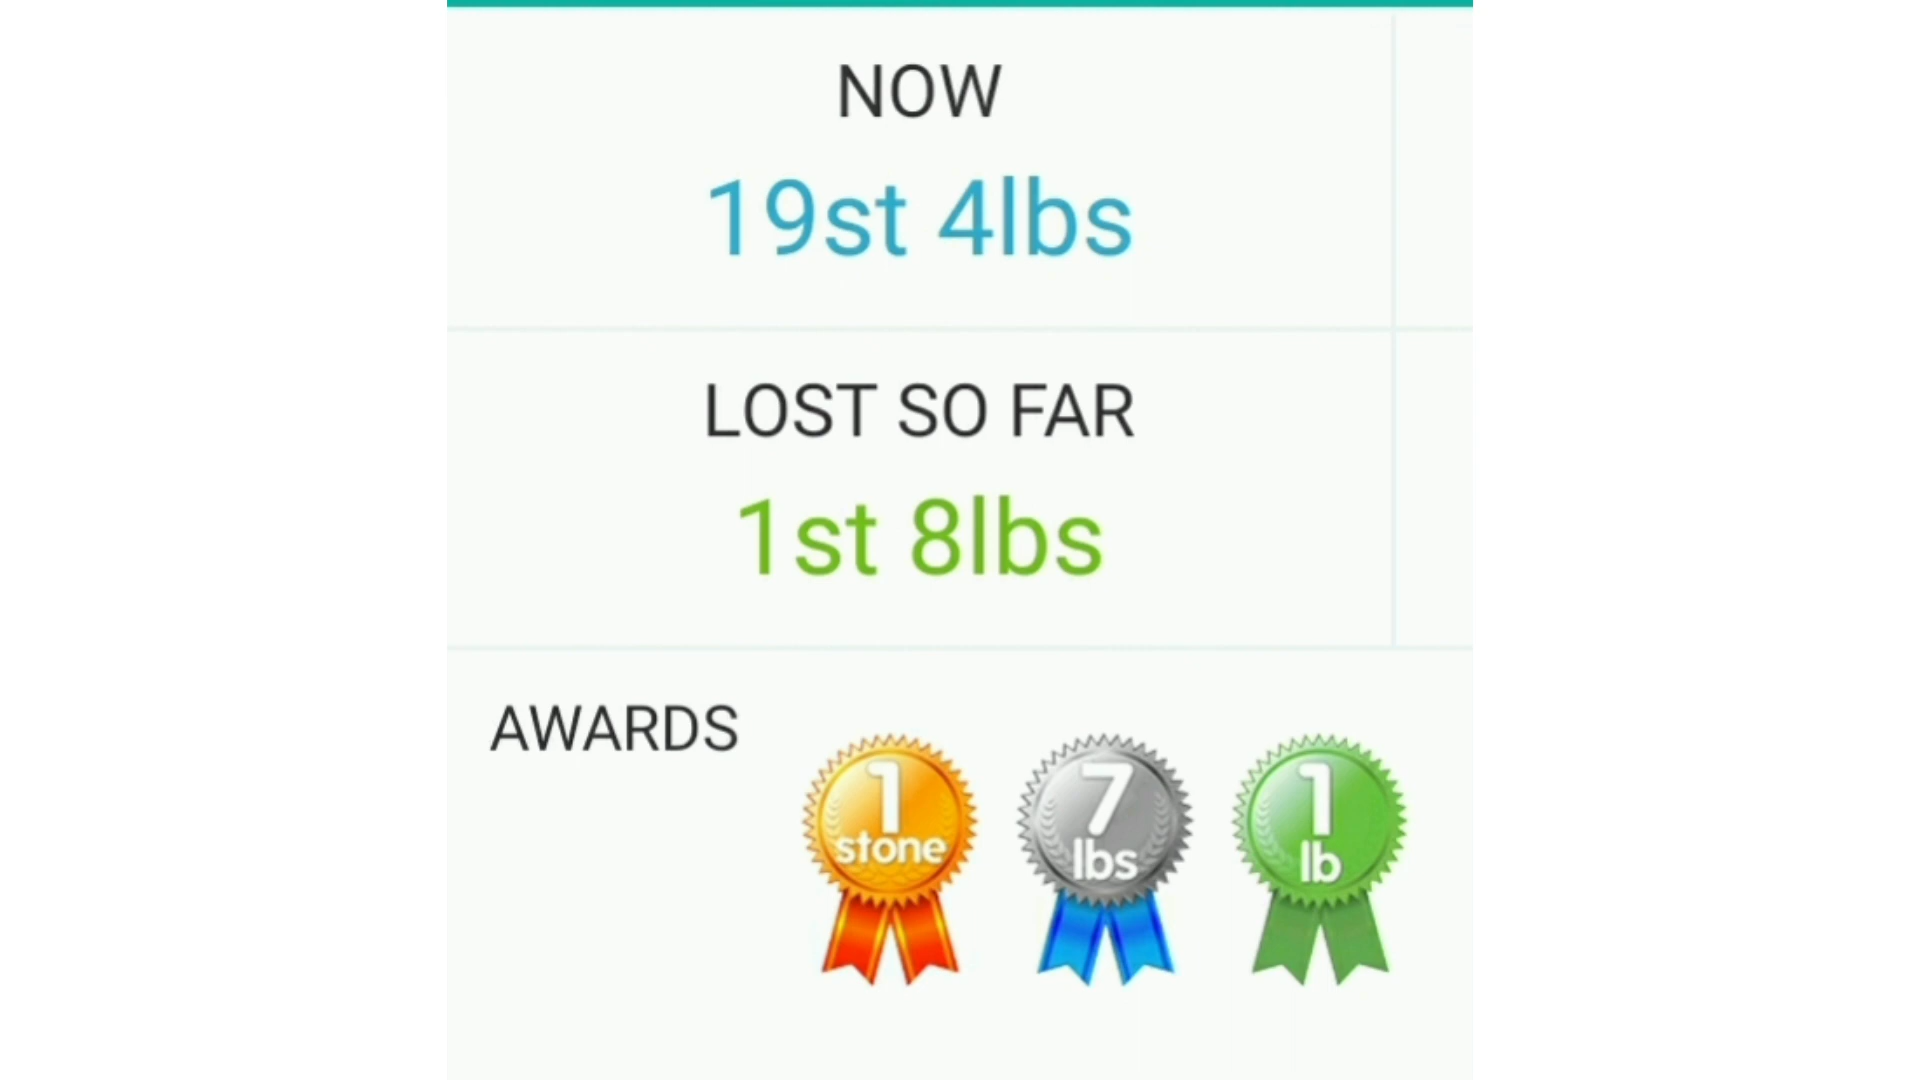 NOW
19st 4lbs
LOST SO FAR
1st 8lbs
AWARDS
1
stone
7
lbs
1
lb